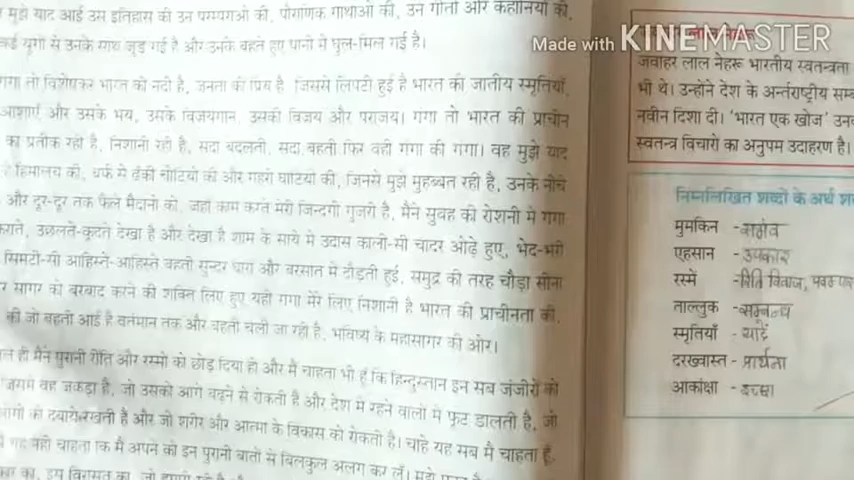 मुझे याद आई उस इतिहास की उन परम्पराओं की, पौराणिक गाथाओं की, उन गीतों और कहानियों की,
कई युगों से उनके साथ जुड़ गई है और उनके बहते हुए पानी में घुल-मिल गई है।
गंगा तो विशेषकर भारत की नदी है, जनता की प्रिय है जिससे लिपटी हुई है भारत की जातीय स्मृतियाँ,
आशाएँ और उसके भय, उसके विजयगान, उसकी विजय और पराजय। गंगा तो भारत की प्राचीन
का प्रतीक रही है, निशानी रही है, सदा बदलती, सदा बहती फिर वही गंगा की गंगा। वह मुझे याद
हिमालय की, बर्फ से ढँकी चोटियों की और गहरी घाटियों की, जिनसे मुझे मुहब्बत रही है, उनके नीचे
और दूर-दूर तक फैले मैदानों की, जहाँ काम करते मेरी जिन्दगी गुजरी है, मैंने सुबह की रोशनी में गंगा
उछलते-कूदते देखा है और देखा है शाम के साये में उदास काली-सी चादर ओढ़े हुए, भेद-भरी
सिमटी-सी आहिस्ते-आहिस्ते बहती सुन्दर धारा और बरसात में दौड़ती हुई, समुद्र की तरह चौड़ा सीना
सागर को बरबाद करने की शक्ति लिए हुए यही गंगा मेरे लिए निशानी है भारत की प्राचीनता की,
की जो बहती आई है वर्तमान तक और बहती चली जा रही है, भविष्य के महासागर की ओर।
ही मैंने पुरानी रीति और रस्मों को छोड़ दिया हो और मैं चाहता भी हूँ कि हिन्दुस्तान इन सब जंजीरों को
वह जकड़ा है, जो उसको आगे बढ़ने से रोकती है और देश में रहने वालों में फूट डालती है, जो
को दबाये रखती है और जो शरीर और आत्मा के विकास को रोकती है। चाहे यह सब मैं चाहता हूँ,
यह नहीं चाहता कि मैं अपने को इन पुरानी बातों से बिलकुल अलग कर लूँ।
Made with KINEMASTER
जवाहर लाल नेहरू भारतीय स्वतन्त्रता
भी थे। उन्होंने देश के अर्न्तराष्ट्रीय सम्ब
नवीन दिशा दी। 'भारत एक खोज' उनव
स्वतन्त्र विचारों का अनुपम उदाहरण है।
निम्नलिखित शब्दों के अर्थ
मुमकिन - सम्भव
एहसान - उपकार
रस्में - रिति रिवाज, परम्परा
ताल्लुक - सम्बन्ध
स्मृतियाँ - यादें
दरख्वास्त - प्रार्थना
आकांक्षा - इच्छा